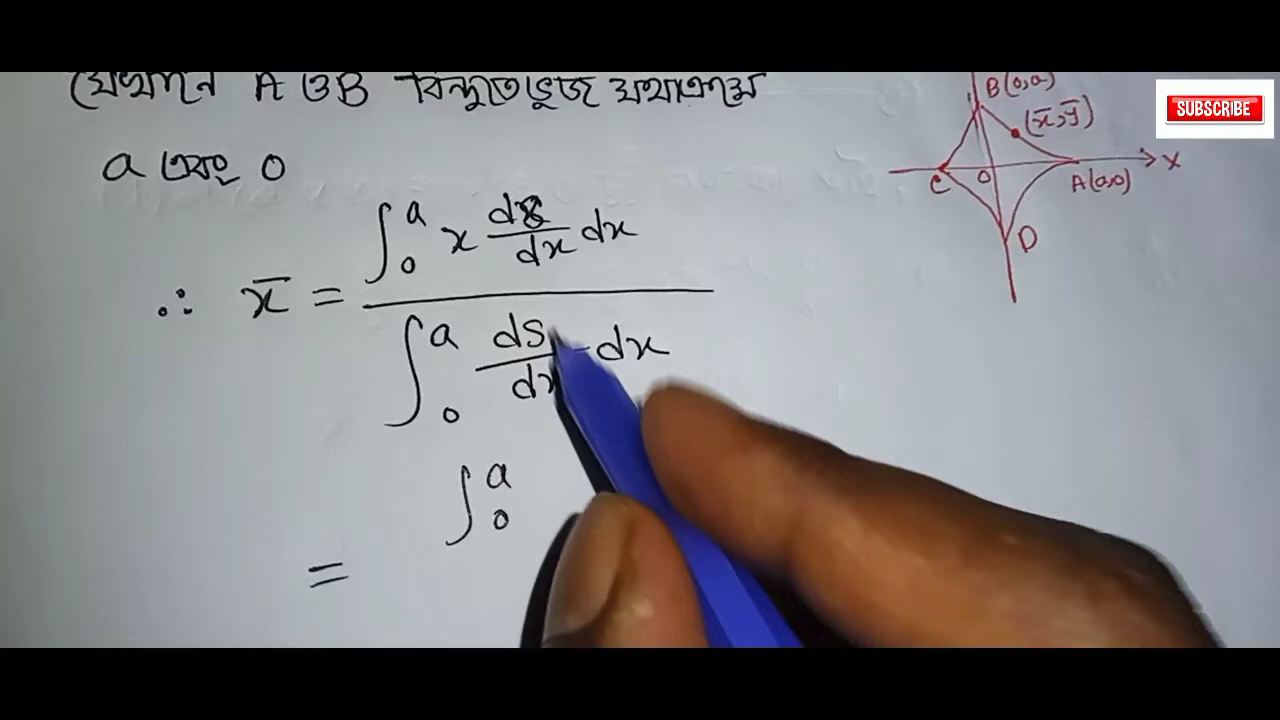 যেখানে A ও B বিন্দুতে ভুজ যথাক্রমে
a এবং 0
∴ x̄ = ∫₀ᵃ x ds/dx dx
∫₀ᵃ ds/dx dx
= ∫₀ᵃ
B(0,a)
(x̄,ȳ)
C O A(a,0) X
D
SUBSCRIBE